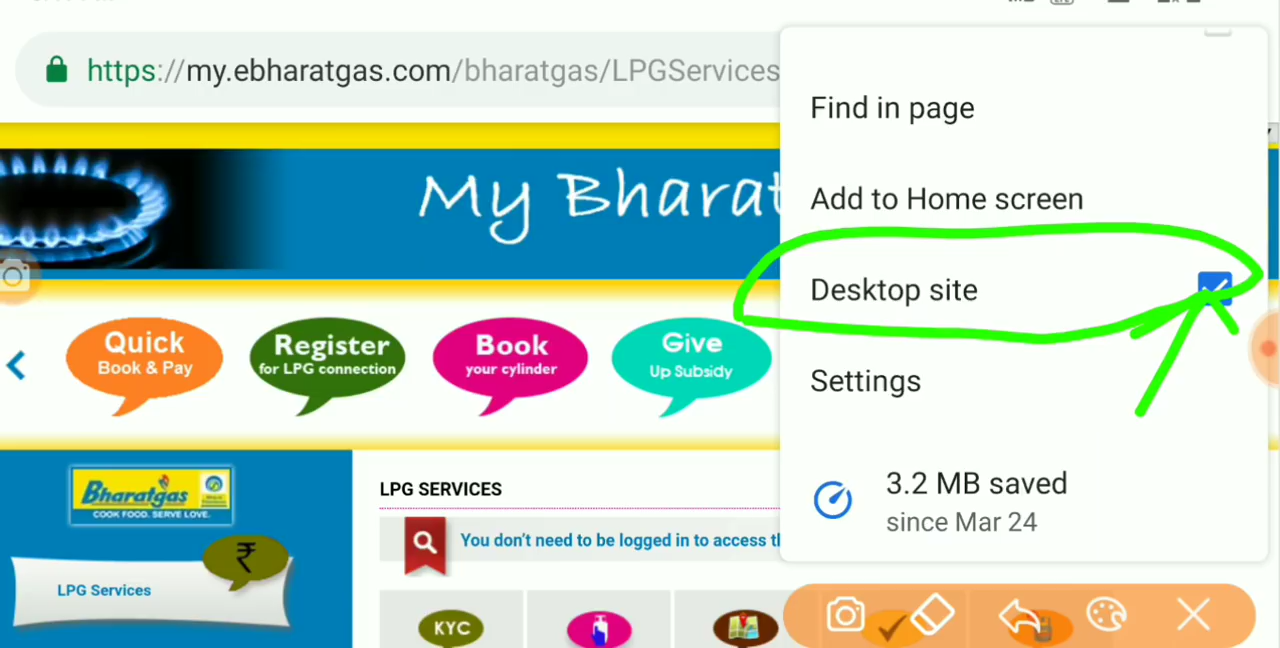 https://my.ebharatgas.com/bharatgas/LPGServices
Find in page
Add to Home screen
Desktop site
Settings
3.2 MB saved
since Mar 24
My Bharat
Quick
Book & Pay
Register
for LPG connection
Book
your cylinder
Give
Up Subsidy
Bharatgas
COOK FOOD. SERVE LOVE.
₹
LPG Services
LPG SERVICES
You don't need to be logged in to access
KYC